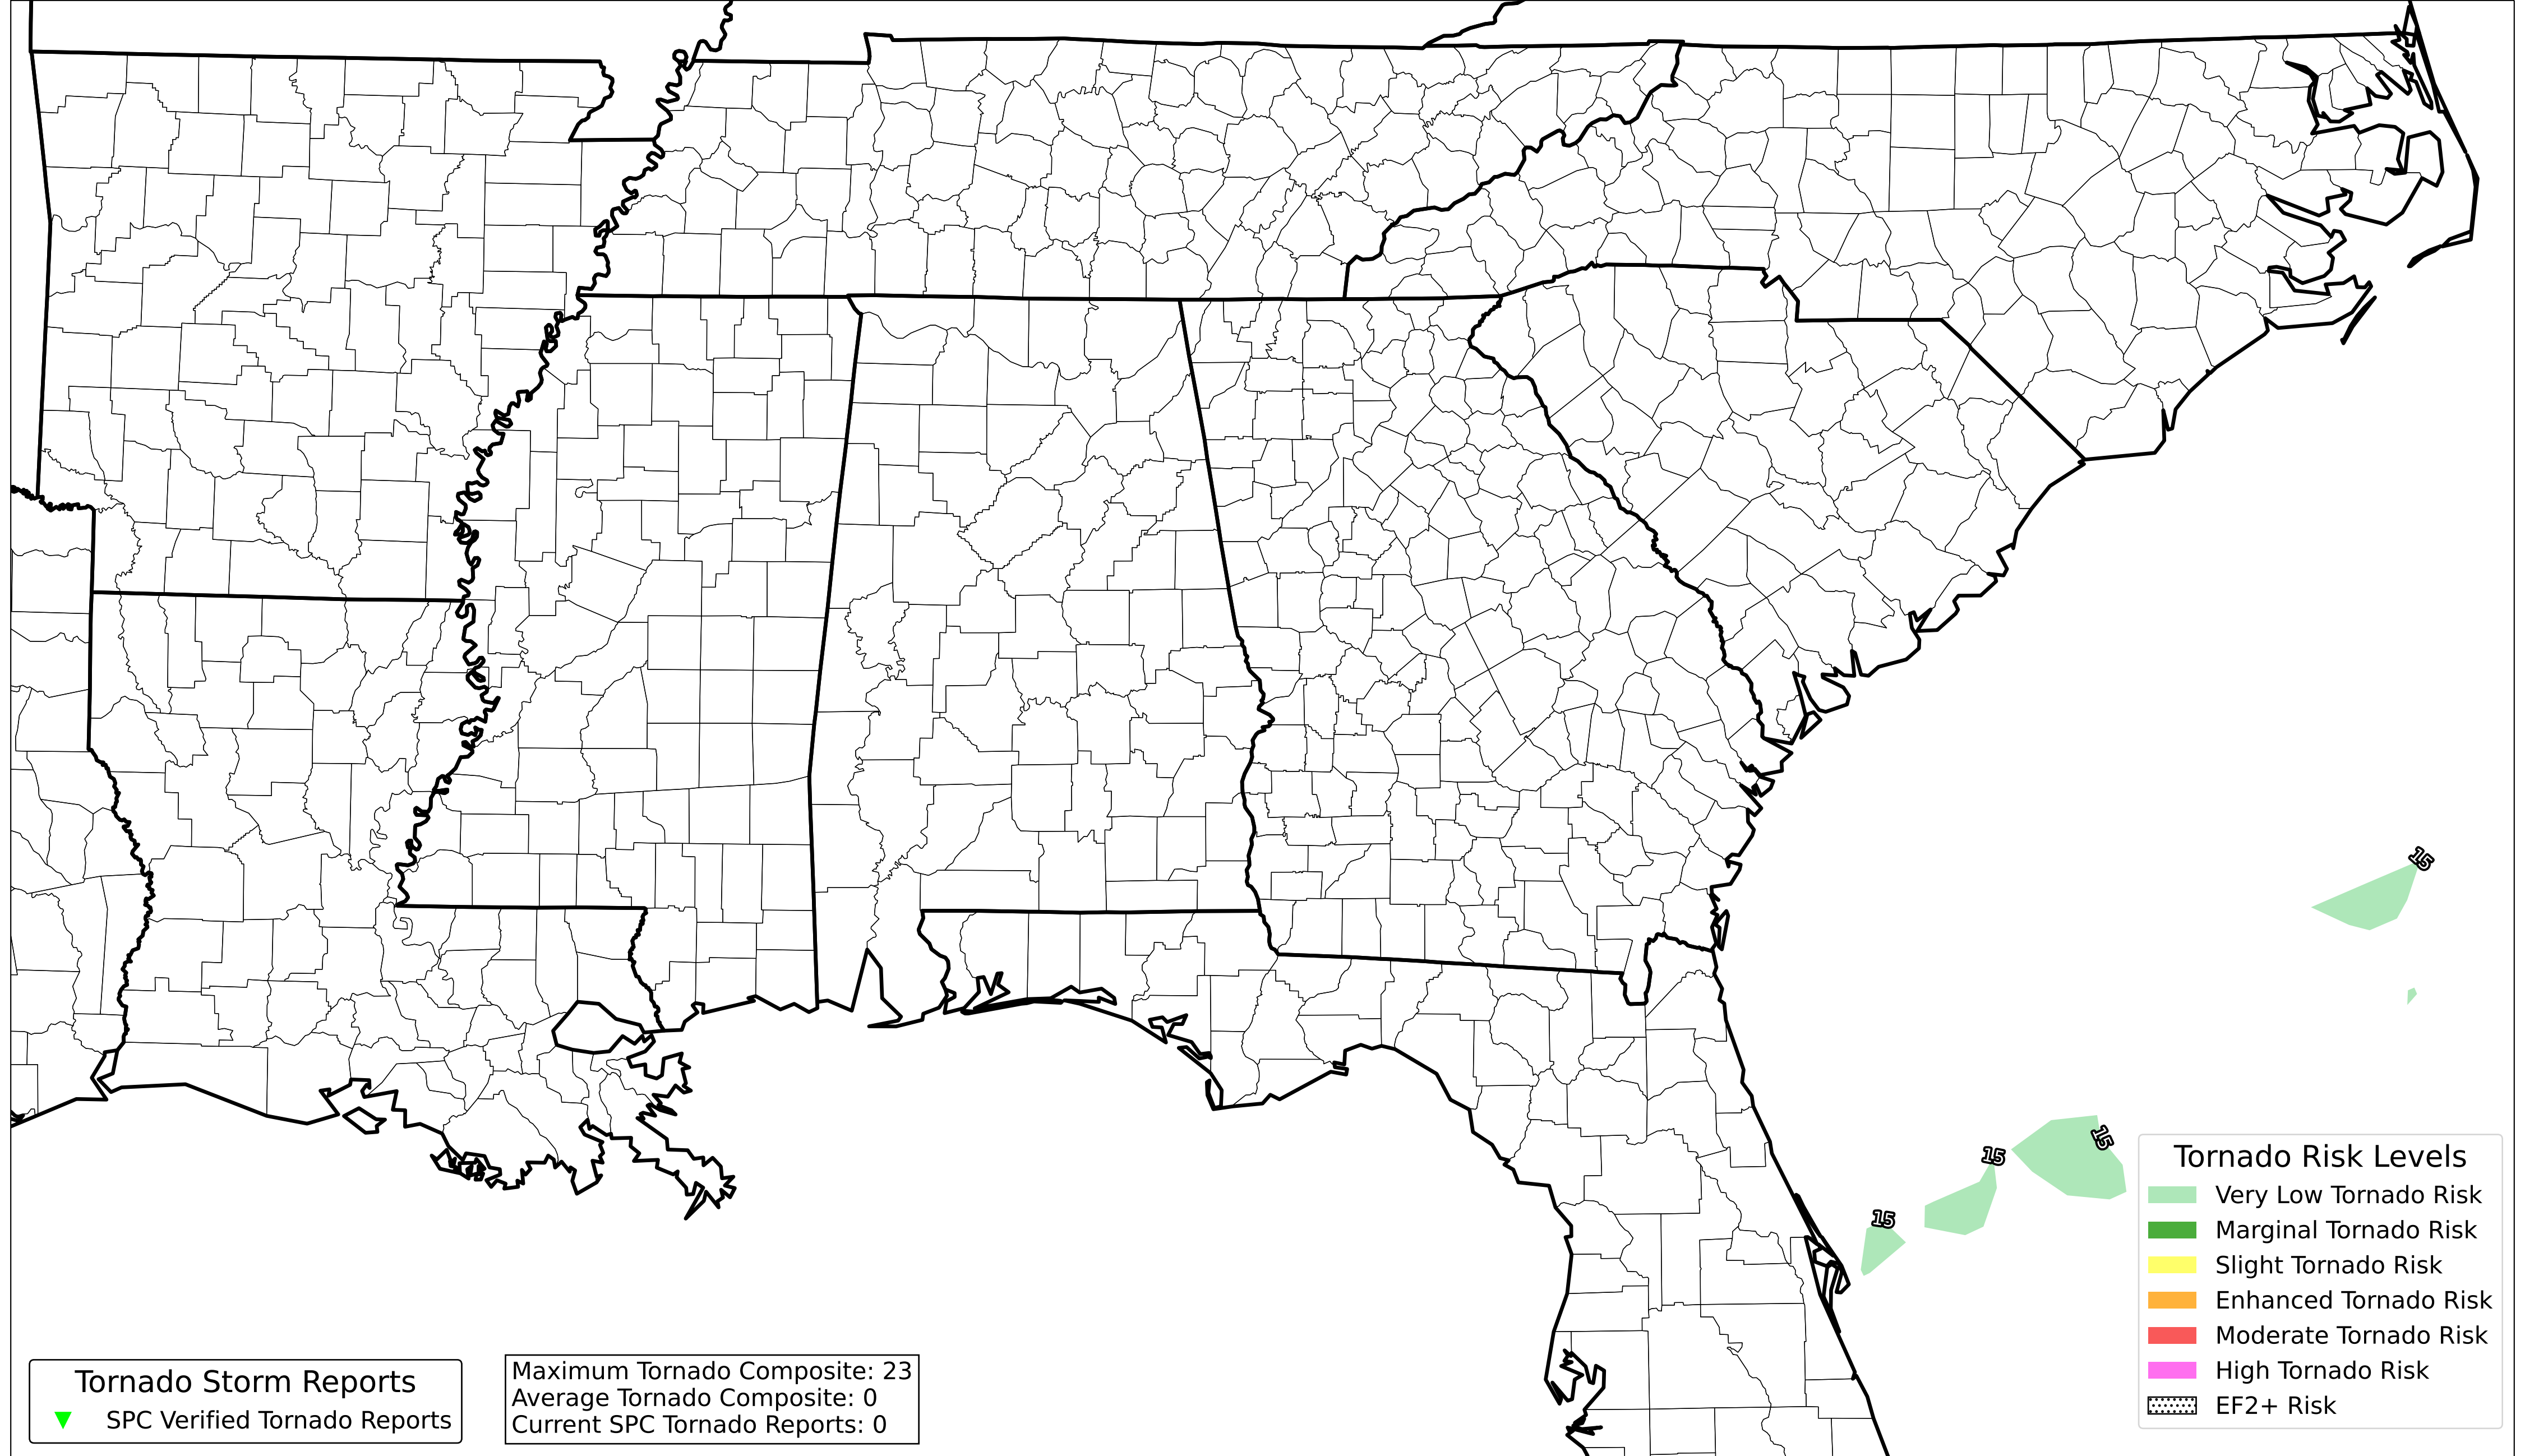 15
15
15
15
Tornado Risk Levels
Very Low Tornado Risk
Marginal Tornado Risk
Slight Tornado Risk
Enhanced Tornado Risk
Moderate Tornado Risk
High Tornado Risk
EF2+ Risk
Tornado Storm Reports
SPC Verified Tornado Reports
Maximum Tornado Composite: 23
Average Tornado Composite: 0
Current SPC Tornado Reports: 0